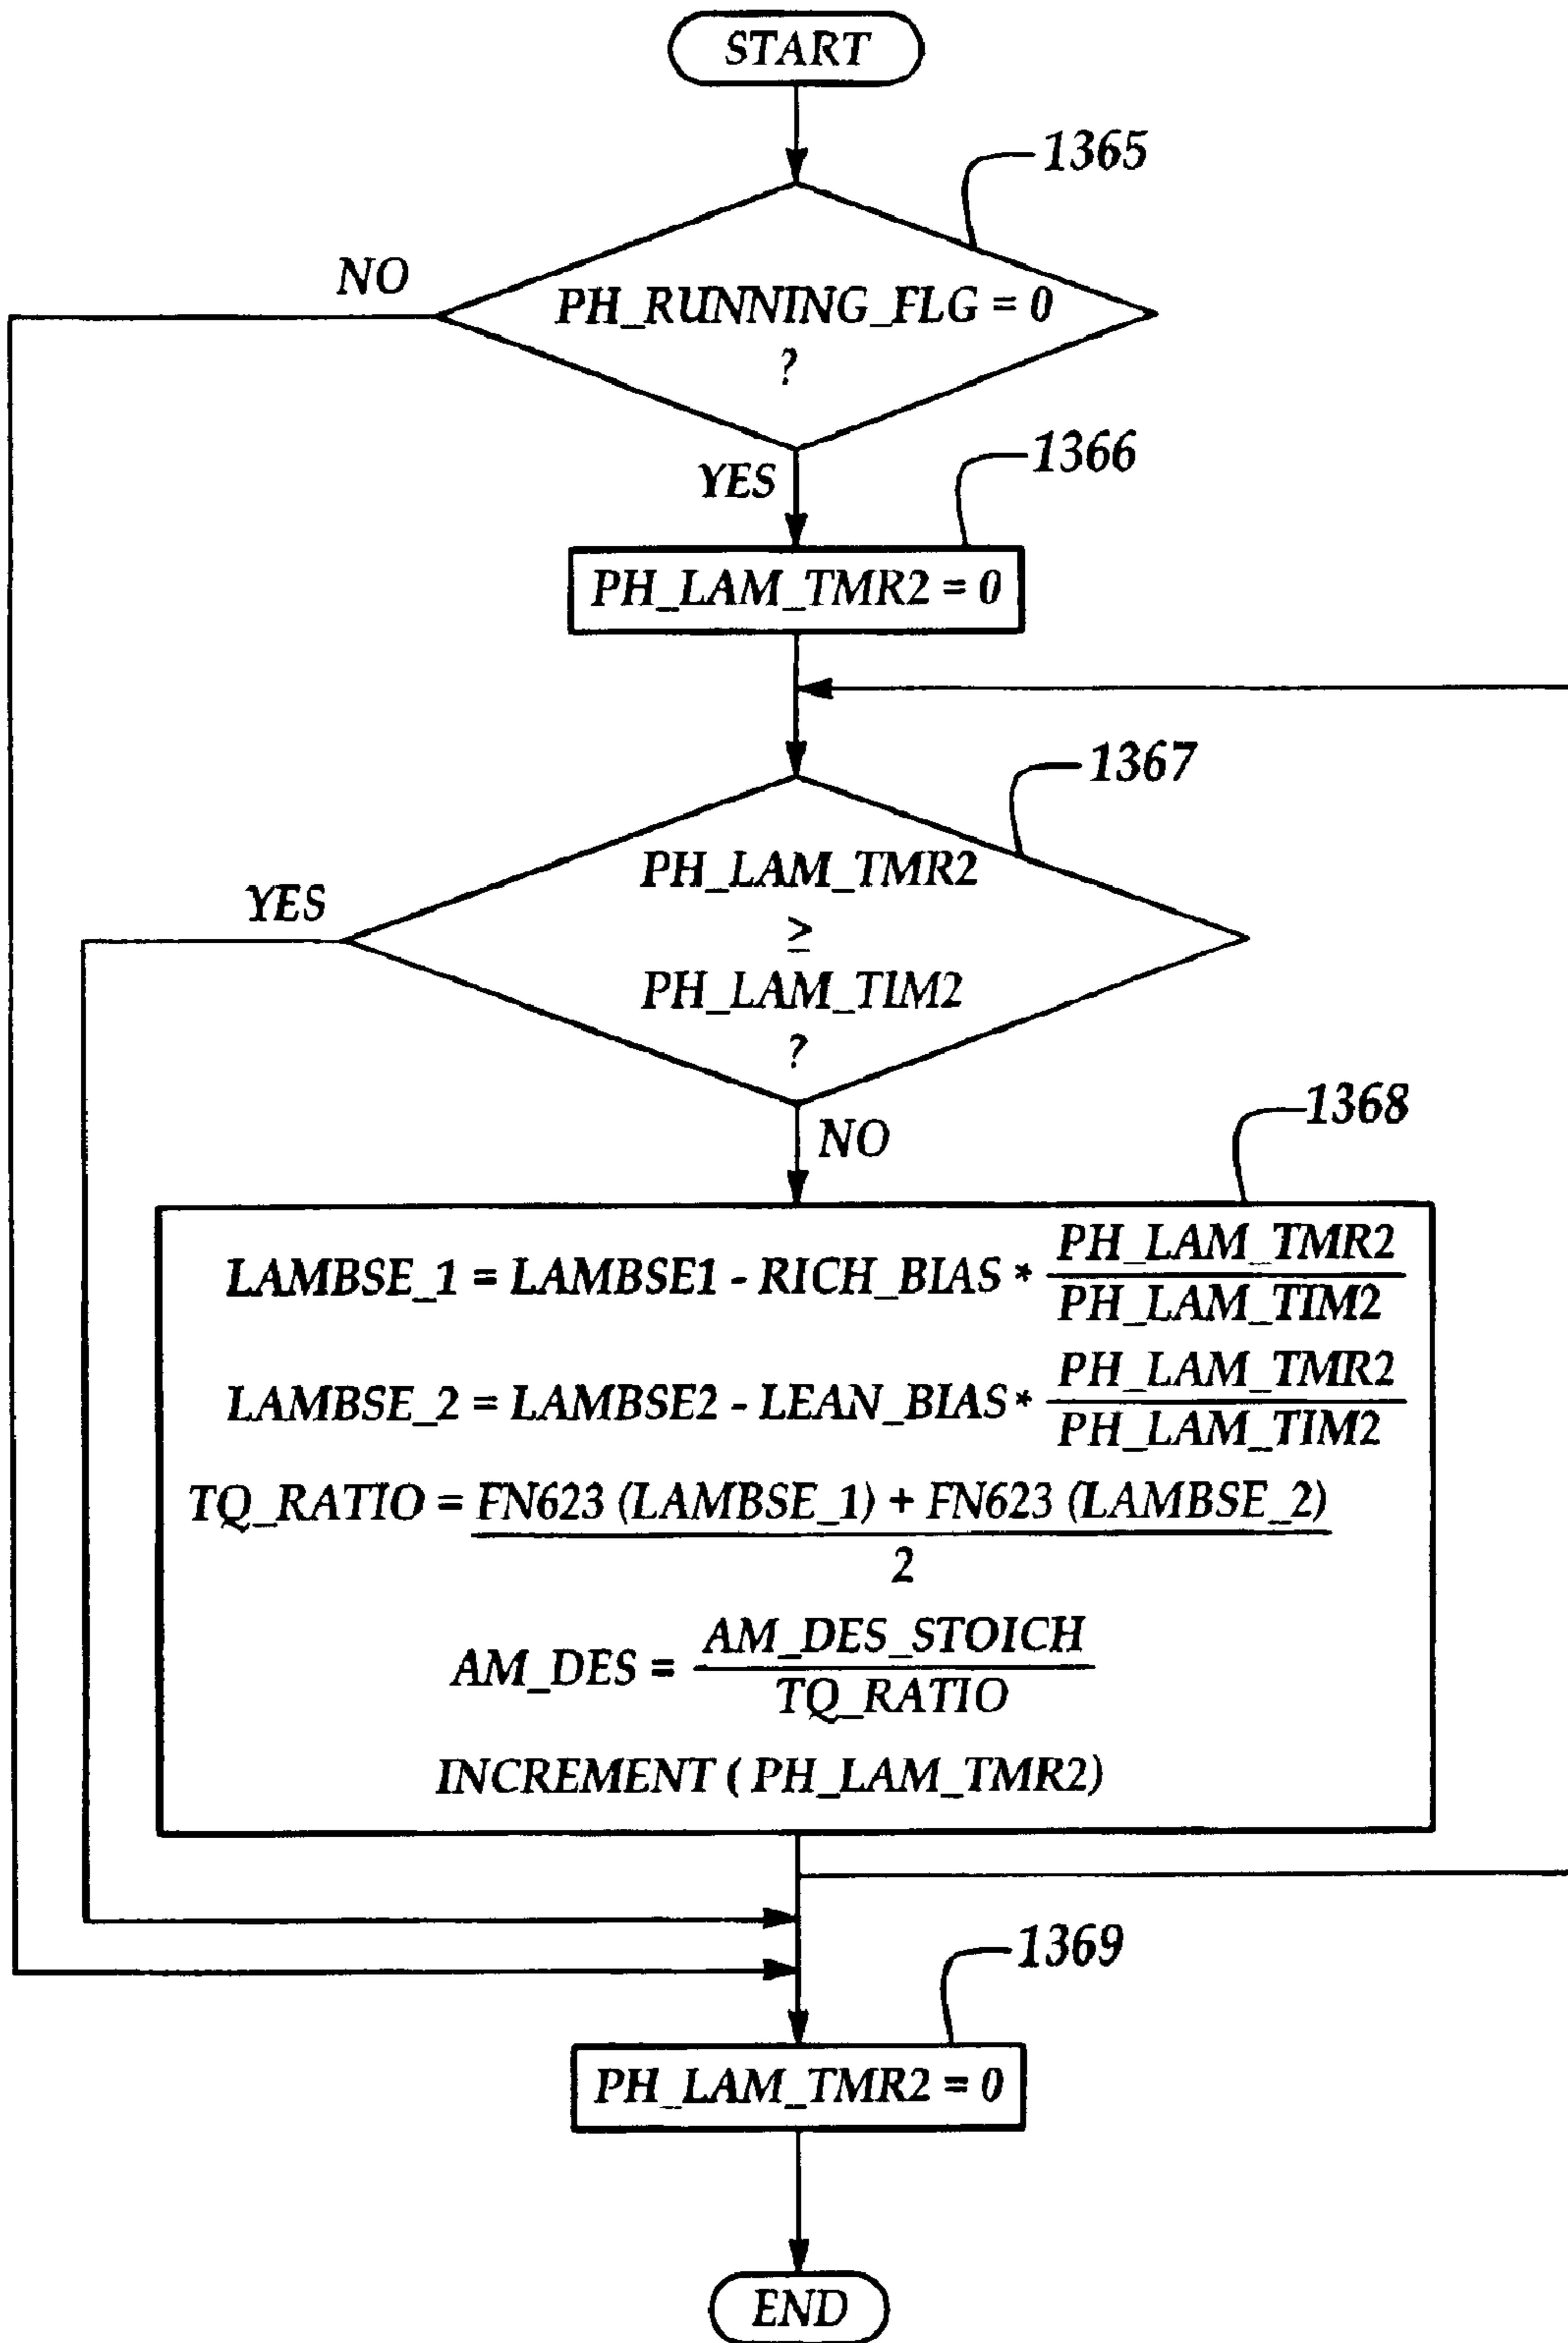 START
1365
NO
PH_RUNNING_FLG = 0
?
1366
YES
PH_LAM_TMR2 = 0
1367
YES
PH_LAM_TMR2
≥
PH_LAM_TIM2
?
NO
1368
LAMBSE_1 = LAMBSE1 - RICH_BIAS * PH_LAM_TMR2
PH_LAM_TIM2
LAMBSE_2 = LAMBSE2 - LEAN_BIAS * PH_LAM_TMR2
PH_LAM_TIM2
TQ_RATIO = FN623 (LAMBSE_1) + FN623 (LAMBSE_2)
2
AM_DES = AM_DES_STOICH
TQ_RATIO
INCREMENT ( PH_LAM_TMR2)
1369
PH_LAM_TMR2 = 0
END